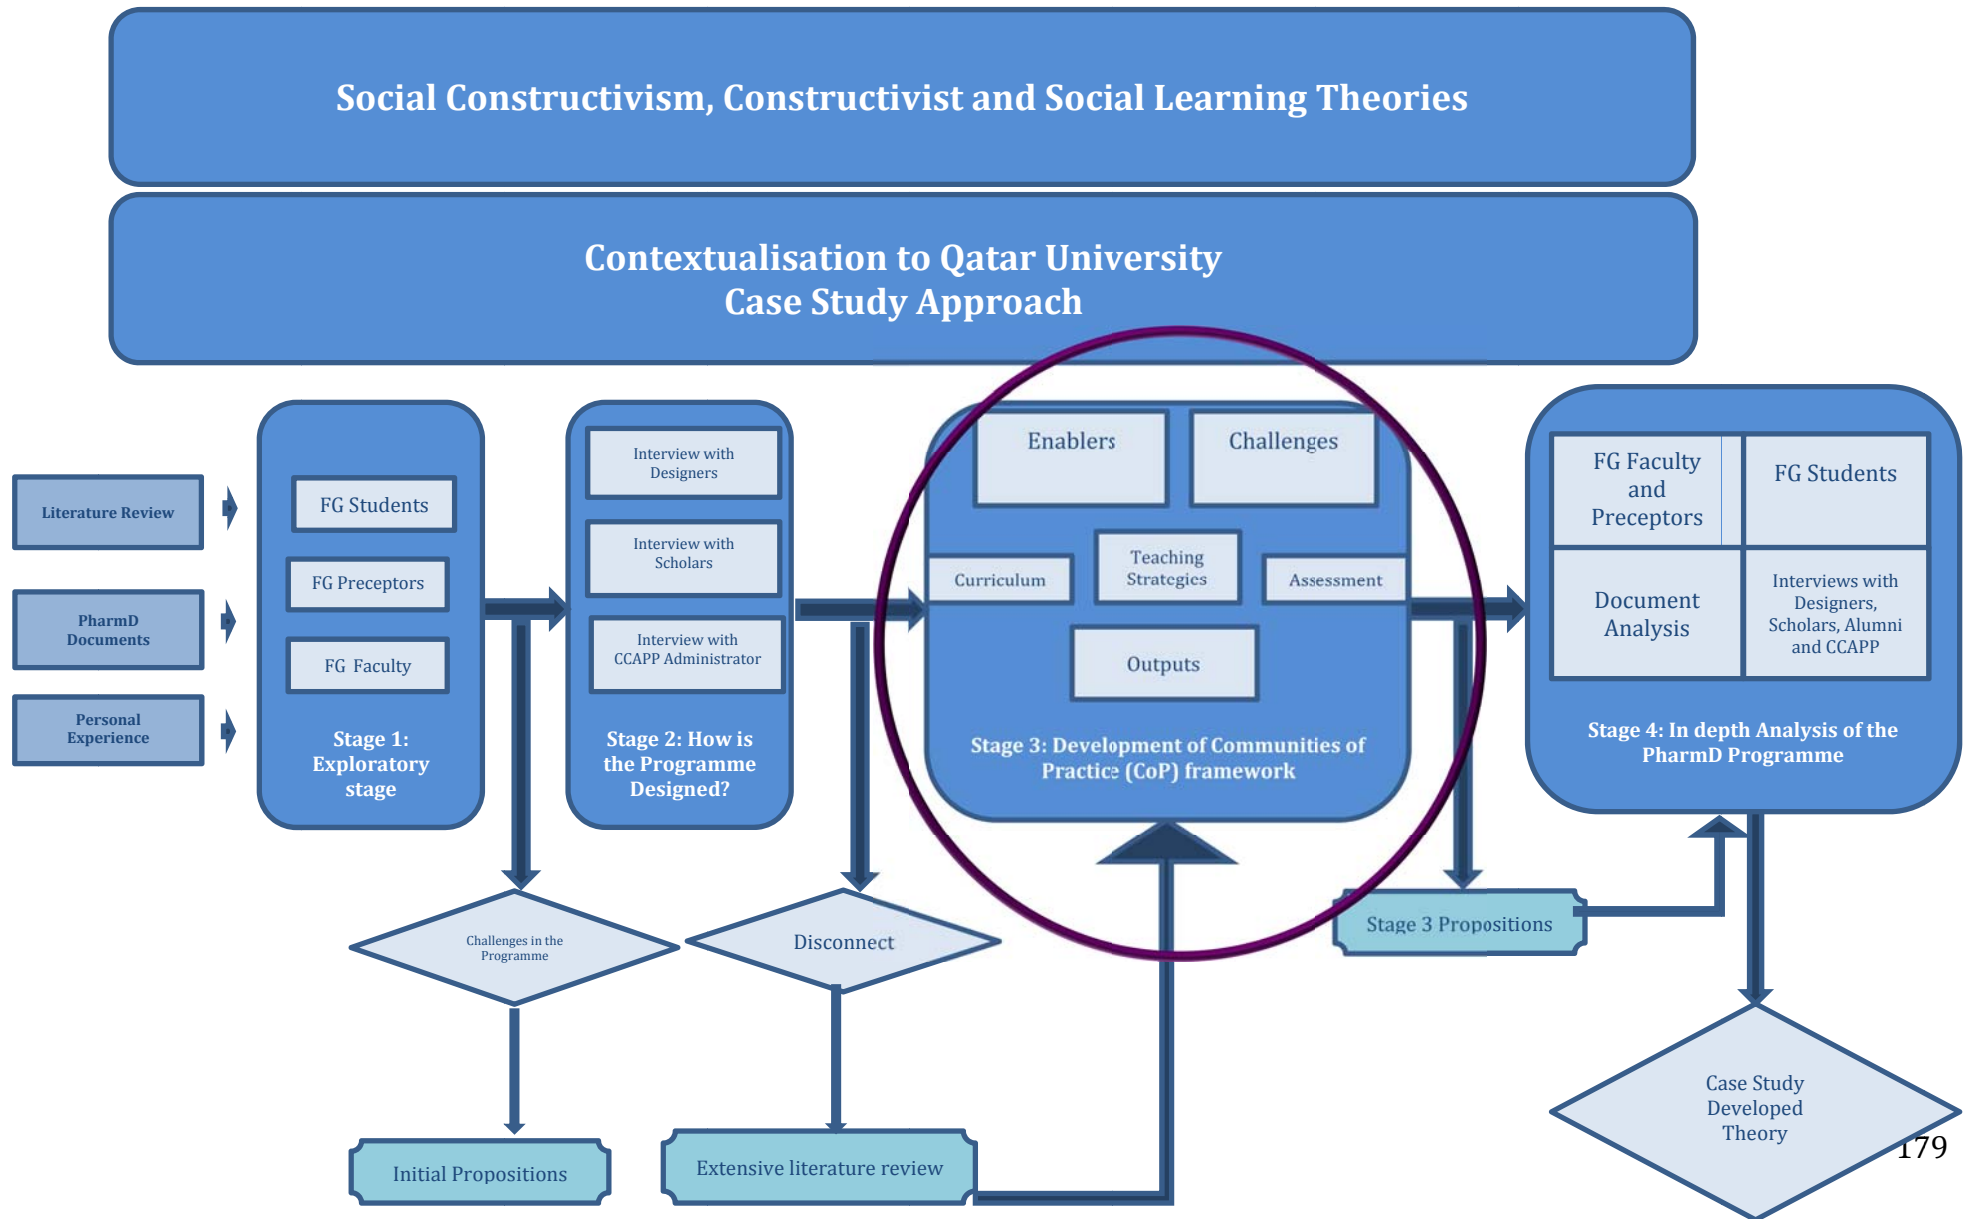 Social Constructivism, Constructivist and Social Learning Theories
Contextualisation to Qatar University
Case Study Approach
Literature Review
PharmD
Documents
Personal
Experience
FG Students
FG Preceptors
FG Faculty
Stage 1:
Exploratory
stage
Interview with
Designers
Interview with
Scholars
Interview with
CCAPP Administrator
Stage 2: How is
the Programme
Designed?
Enablers
Challenges
Curriculum
Teaching
Strategies
Assessment
Outputs
Stage 3: Development of Communities of
Practice (CoP) framework
FG Faculty
and
Preceptors
FG Students
Document
Analysis
Interviews with
Designers,
Scholars, Alumni
and CCAPP
Stage 4: In depth Analysis of the
PharmD Programme
Challenges in the
Programme
Disconnect
Stage 3 Propositions
Initial Propositions
Extensive literature review
Case Study
Developed
Theory
179